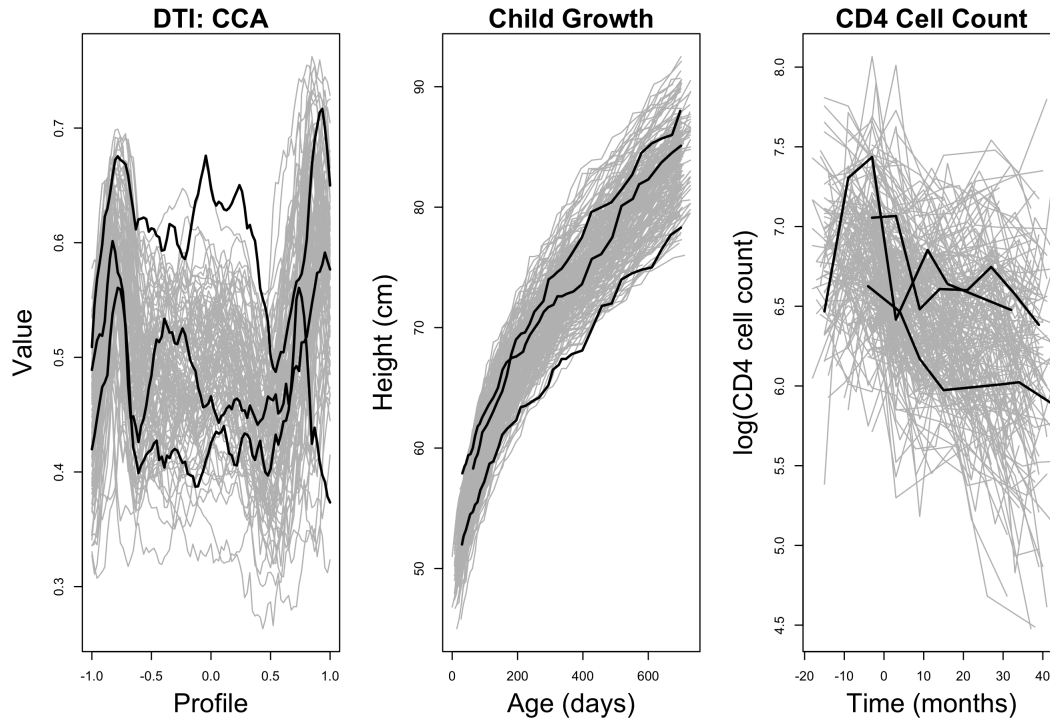 DTI: CCA
Value
0.3 0.4 0.5 0.6 0.7
-1.0 -0.5 0.0 0.5 1.0
Profile
Child Growth
Height (cm)
50 60 70 80 90
0 200 400 600
Age (days)
CD4 Cell Count
log(CD4 cell count)
4.5 5.0 5.5 6.0 6.5 7.0 7.5 8.0
-20 -10 0 10 20 30 40
Time (months)